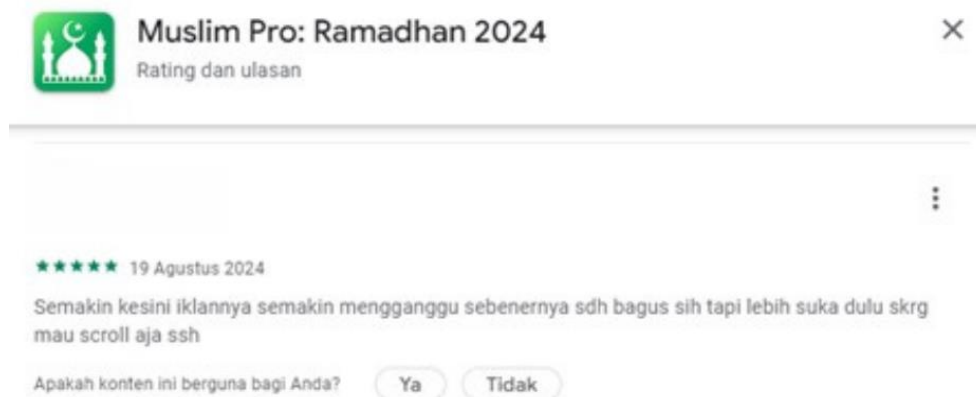 Muslim Pro: Ramadhan 2024
Rating dan ulasan
19 Agustus 2024
Semakin kesini iklannya semakin mengganggu sebenernya sdh bagus sih tapi lebih suka dulu skrg
mau scroll aja ssh
Apakah konten ini berguna bagi Anda? Ya Tidak